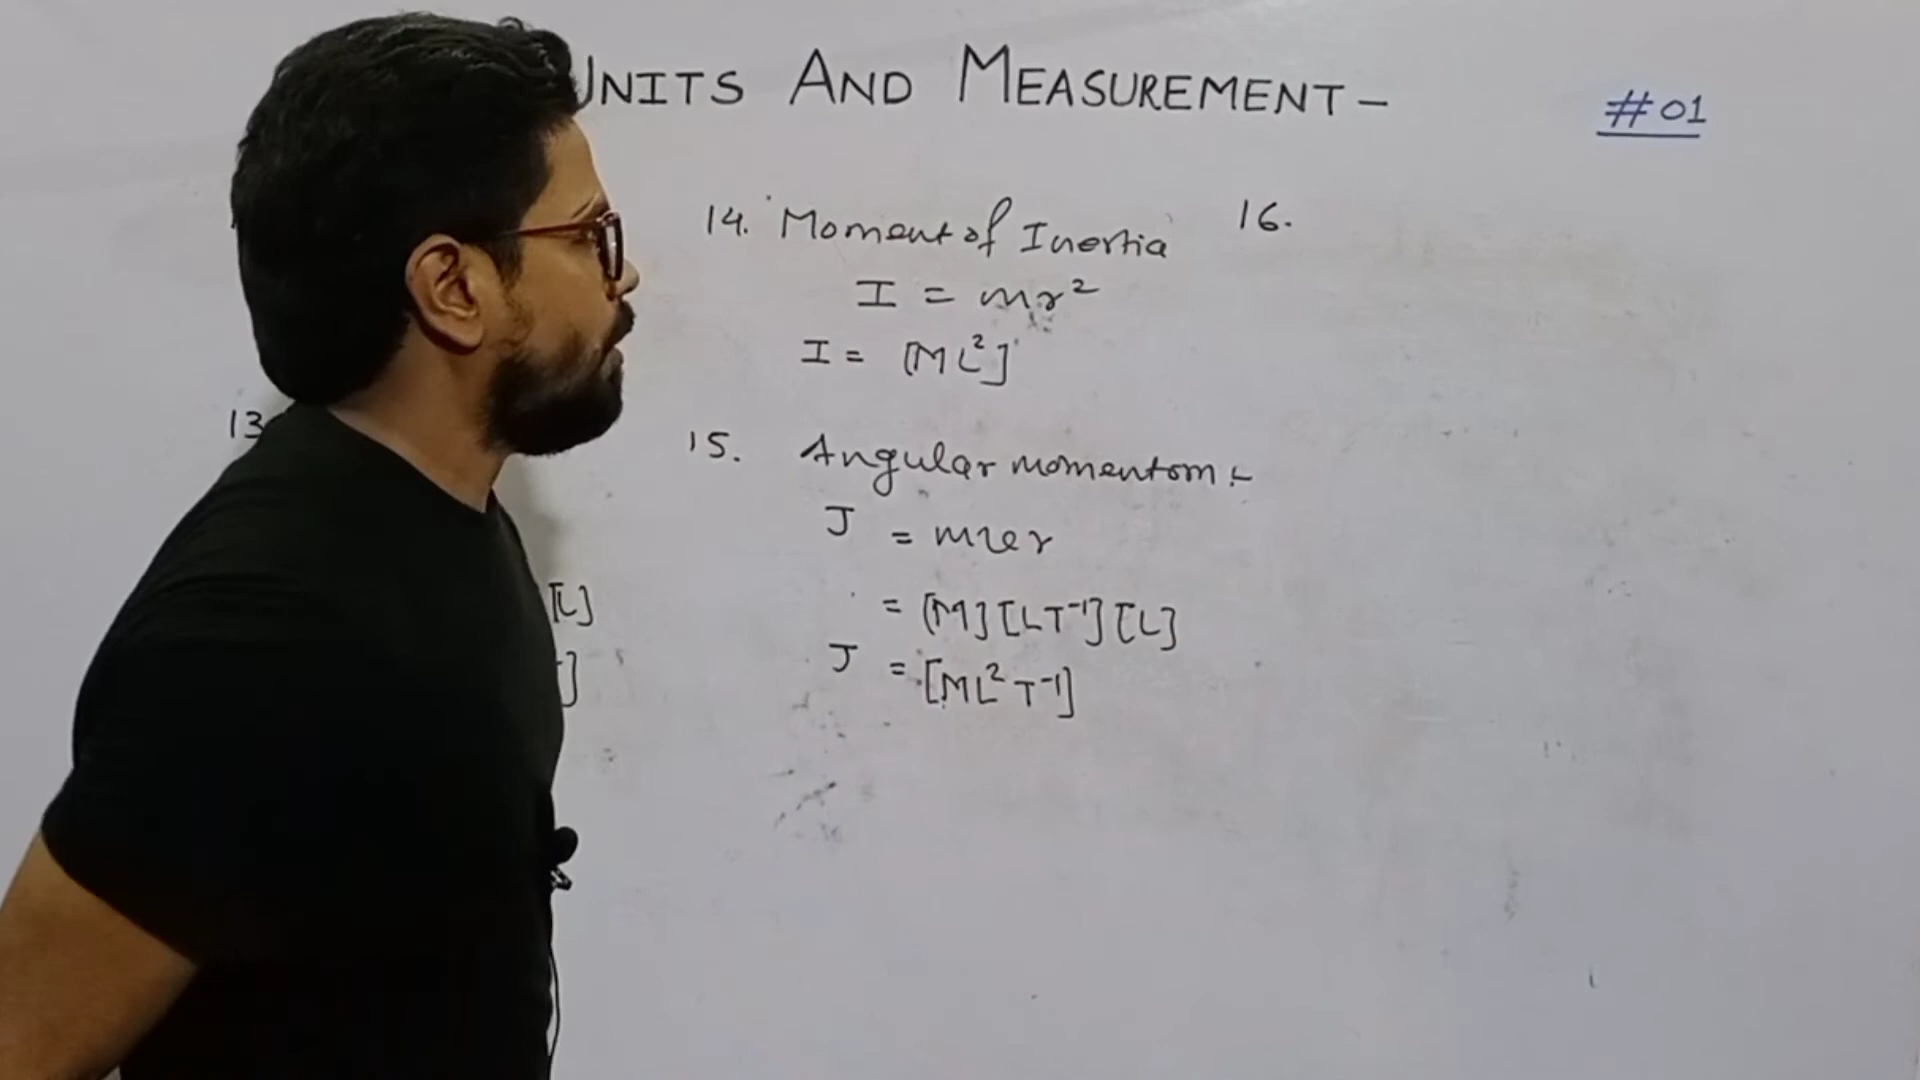 UNITS AND MEASUREMENT-
#01
14. Moment of Inertia
I = mr²
I = [ML²]
15. Angular momentom :-
J = mvr
= [M][LT⁻¹][L]
J = [ML²T⁻¹]
16.
13
[L]
]